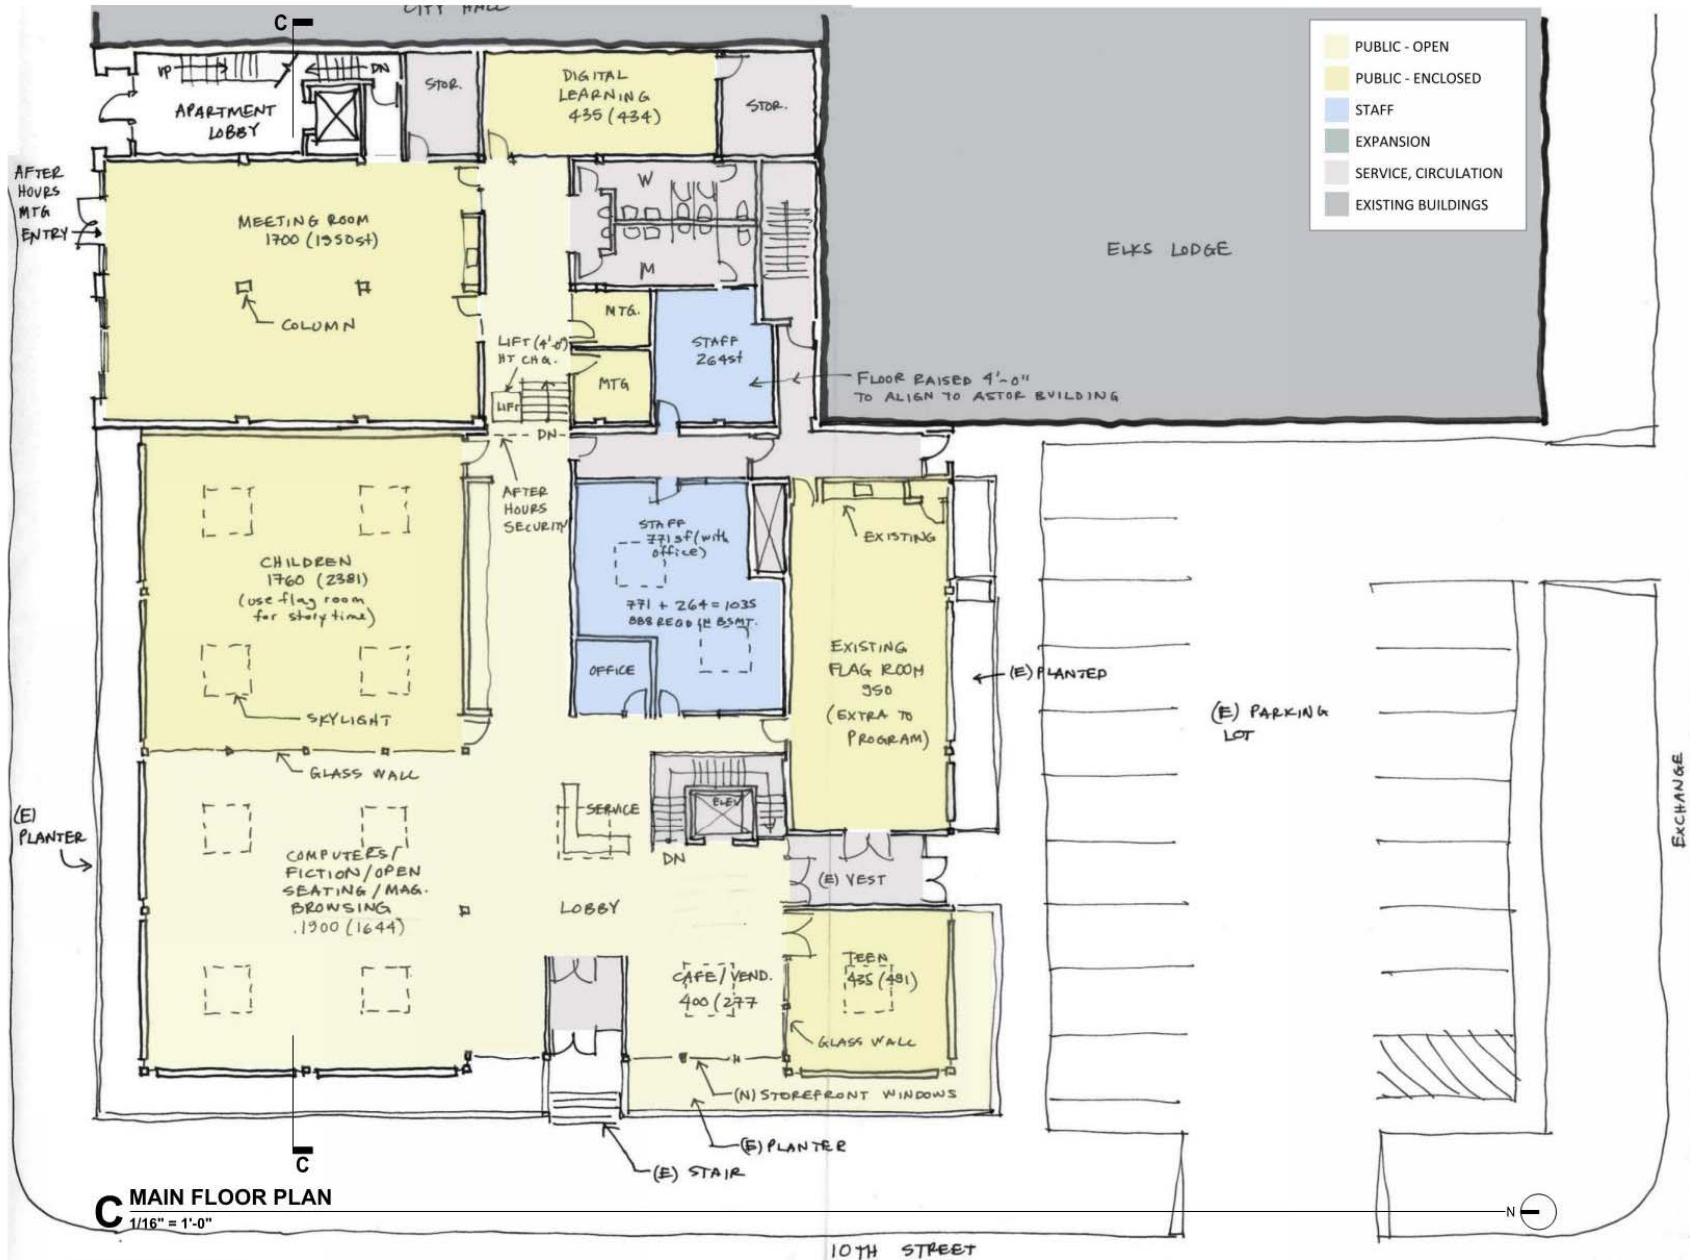 CITY HALL
C
PUBLIC - OPEN
PUBLIC - ENCLOSED
STAFF
EXPANSION
SERVICE, CIRCULATION
EXISTING BUILDINGS
UP
DN
APARTMENT
LOBBY
STOR.
DIGITAL
LEARNING
435 (434)
STOR.
AFTER
HOURS
MTG
ENTRY
MEETING ROOM
1700 (1950sf)
COLUMN
W
M
ELKS LODGE
MTG.
MTG
STAFF
264sf
LIFT (4'-0")
HT CHG.
LIFT
DN
FLOOR RAISED 4'-0"
TO ALIGN TO ASTOR BUILDING
AFTER
HOURS
SECURITY
CHILDREN
1760 (2381)
(use flag room
for story time)
SKYLIGHT
GLASS WALL
STAFF
771 sf (with
office)
771 + 264 = 1035
888 REQD IN BSMT.
OFFICE
EXISTING
EXISTING
FLAG ROOM
950
(EXTRA TO
PROGRAM)
(E) PLANTED
(E) PARKING
LOT
EXCHANGE
(E)
PLANTER
SERVICE
ELEV
DN
COMPUTERS/
FICTION/OPEN
SEATING/MAG.
BROWSING
.1900 (1644)
LOBBY
(E) VEST
CAFE/VEND.
400 (277
TEEN
435 (481)
GLASS WALL
(N) STOREFRONT WINDOWS
(E) PLANTER
(E) STAIR
C
C MAIN FLOOR PLAN
1/16" = 1'-0"
N
10TH STREET